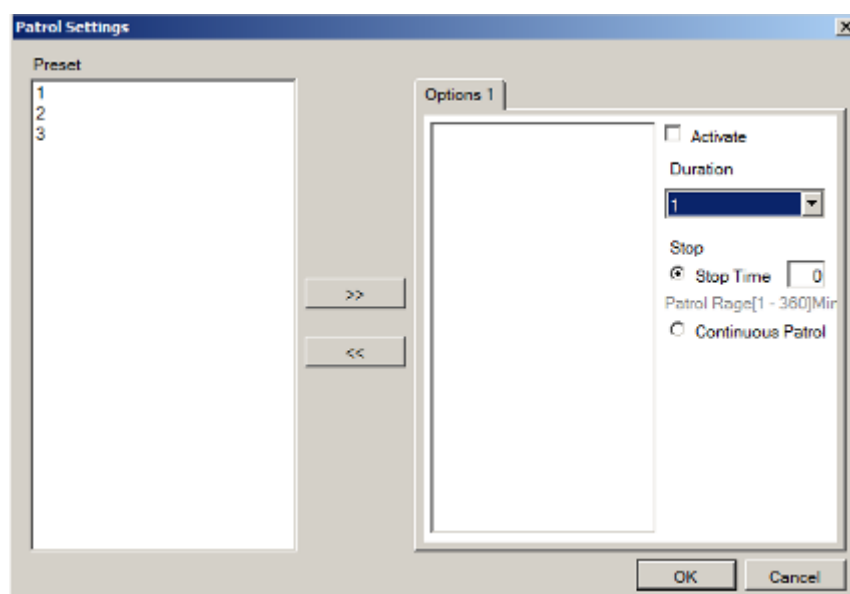 Patrol Settings
Preset
1
2
3
>>
<<
Options 1
Activate
Duration
1
Stop
Stop Time 0
Patrol Rage[1 - 360]Min
Continuous Patrol
OK
Cancel